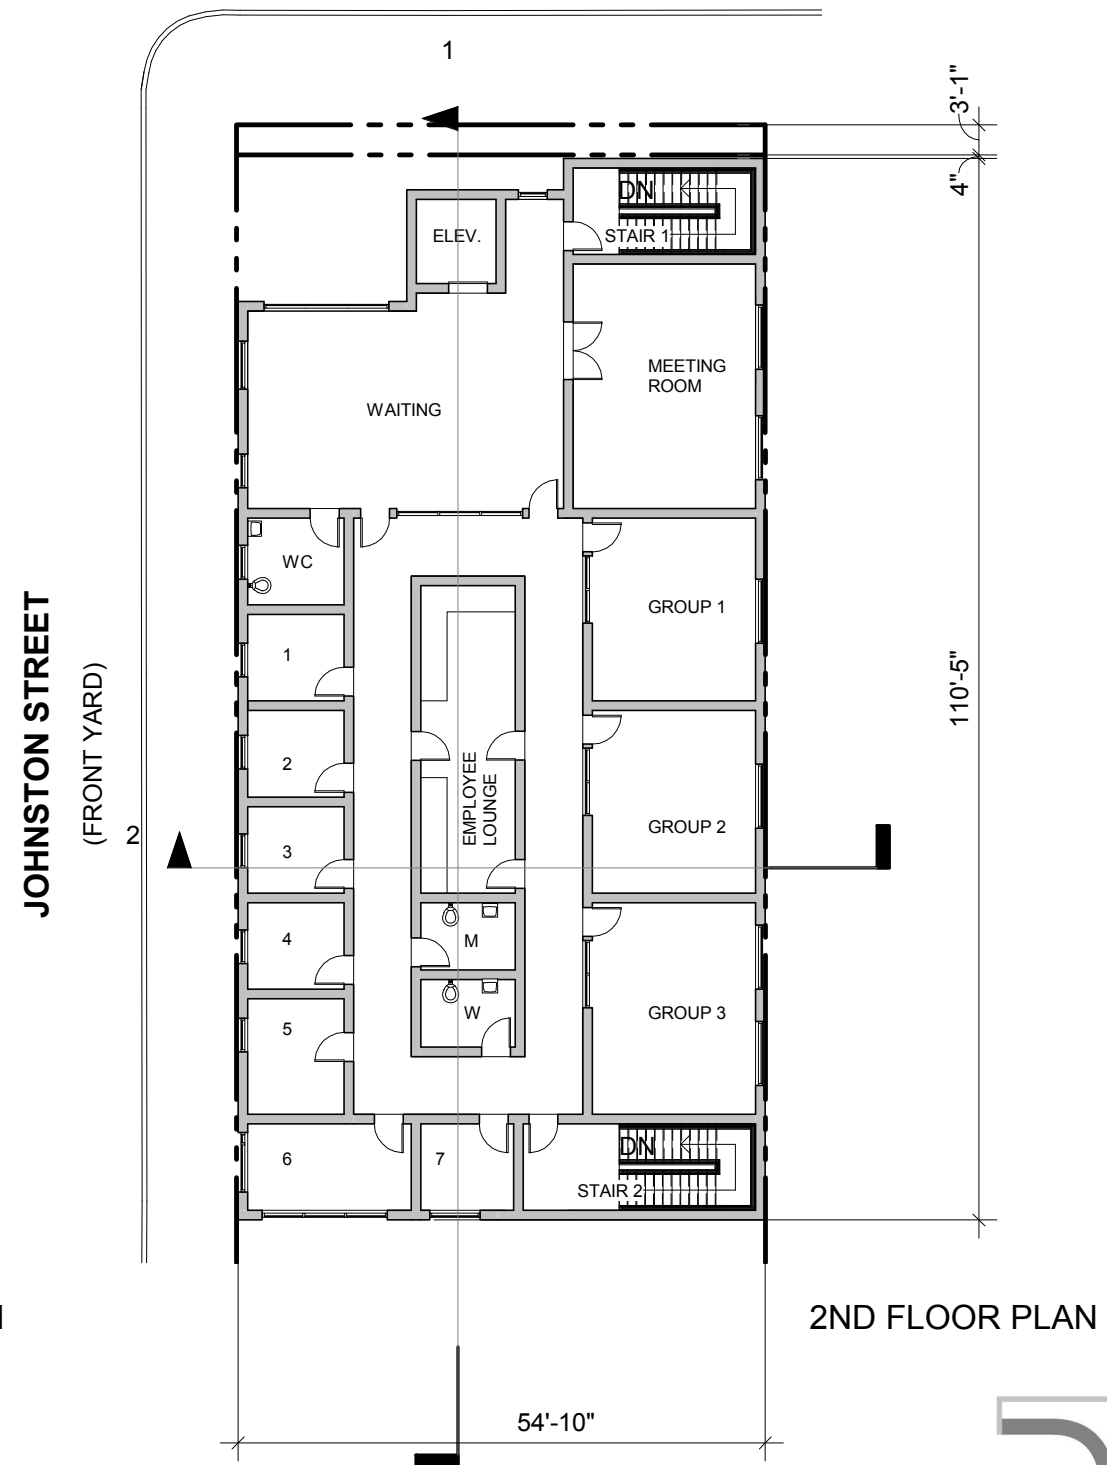 1
3'-1"
4"
DN
ELEV.
STAIR 1
MEETING
ROOM
WAITING
WC
GROUP 1
1
110'-5"
JOHNSTON STREET
(FRONT YARD)
2
2
EMPLOYEE
LOUNGE
GROUP 2
3
4
M
W
GROUP 3
5
DN
6
7
STAIR 2
2ND FLOOR PLAN
54'-10"